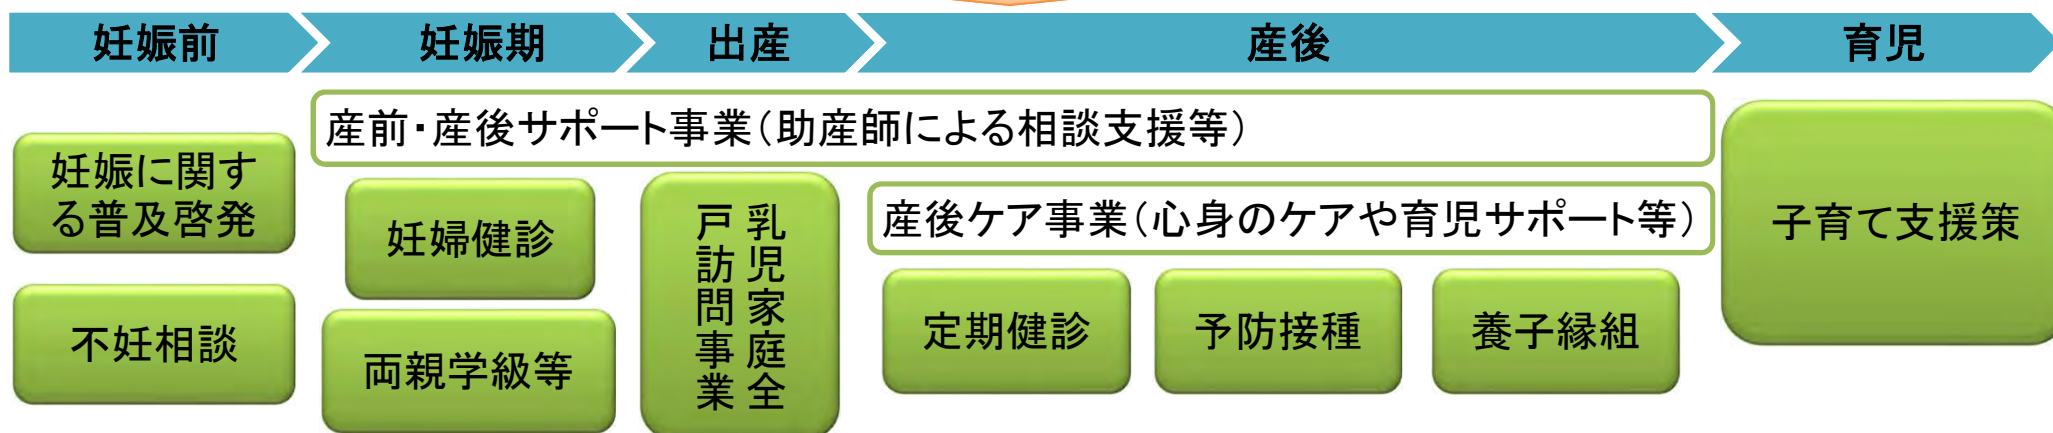 妊娠前
妊娠期
出産
産後
育児
産前・産後サポート事業（助産師による相談支援等）
妊娠に関す
る普及啓発
不妊相談
妊婦健診
両親学級等
乳児家庭全
戸訪問事業
産後ケア事業（心身のケアや育児サポート等）
定期健診
予防接種
養子縁組
子育て支援策